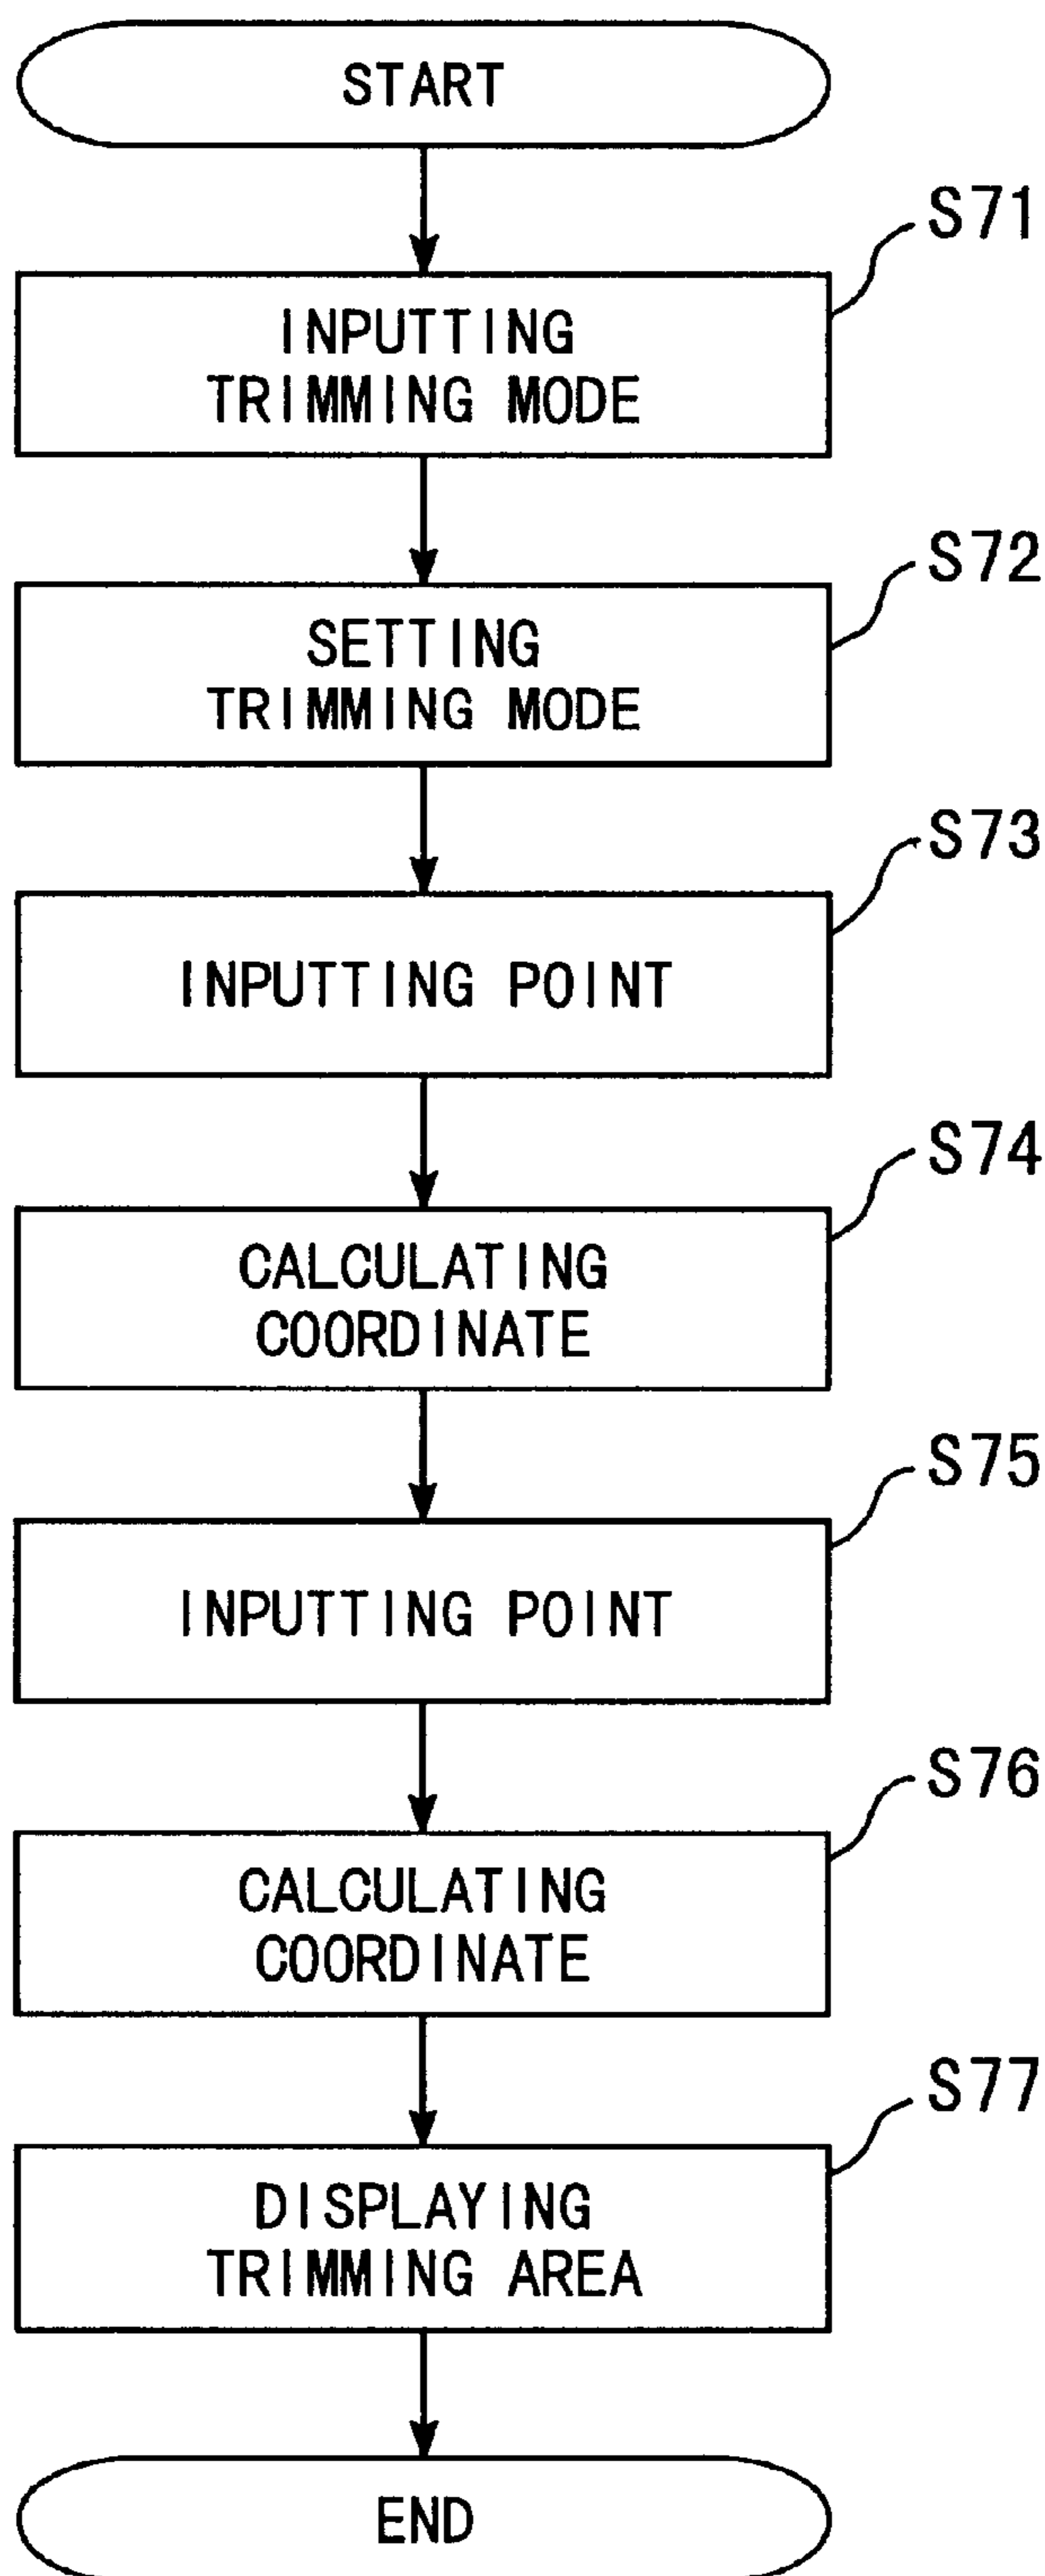 START
S71
INPUTTING
TRIMMING MODE
S72
SETTING
TRIMMING MODE
S73
INPUTTING POINT
S74
CALCULATING
COORDINATE
S75
INPUTTING POINT
S76
CALCULATING
COORDINATE
S77
DISPLAYING
TRIMMING AREA
END